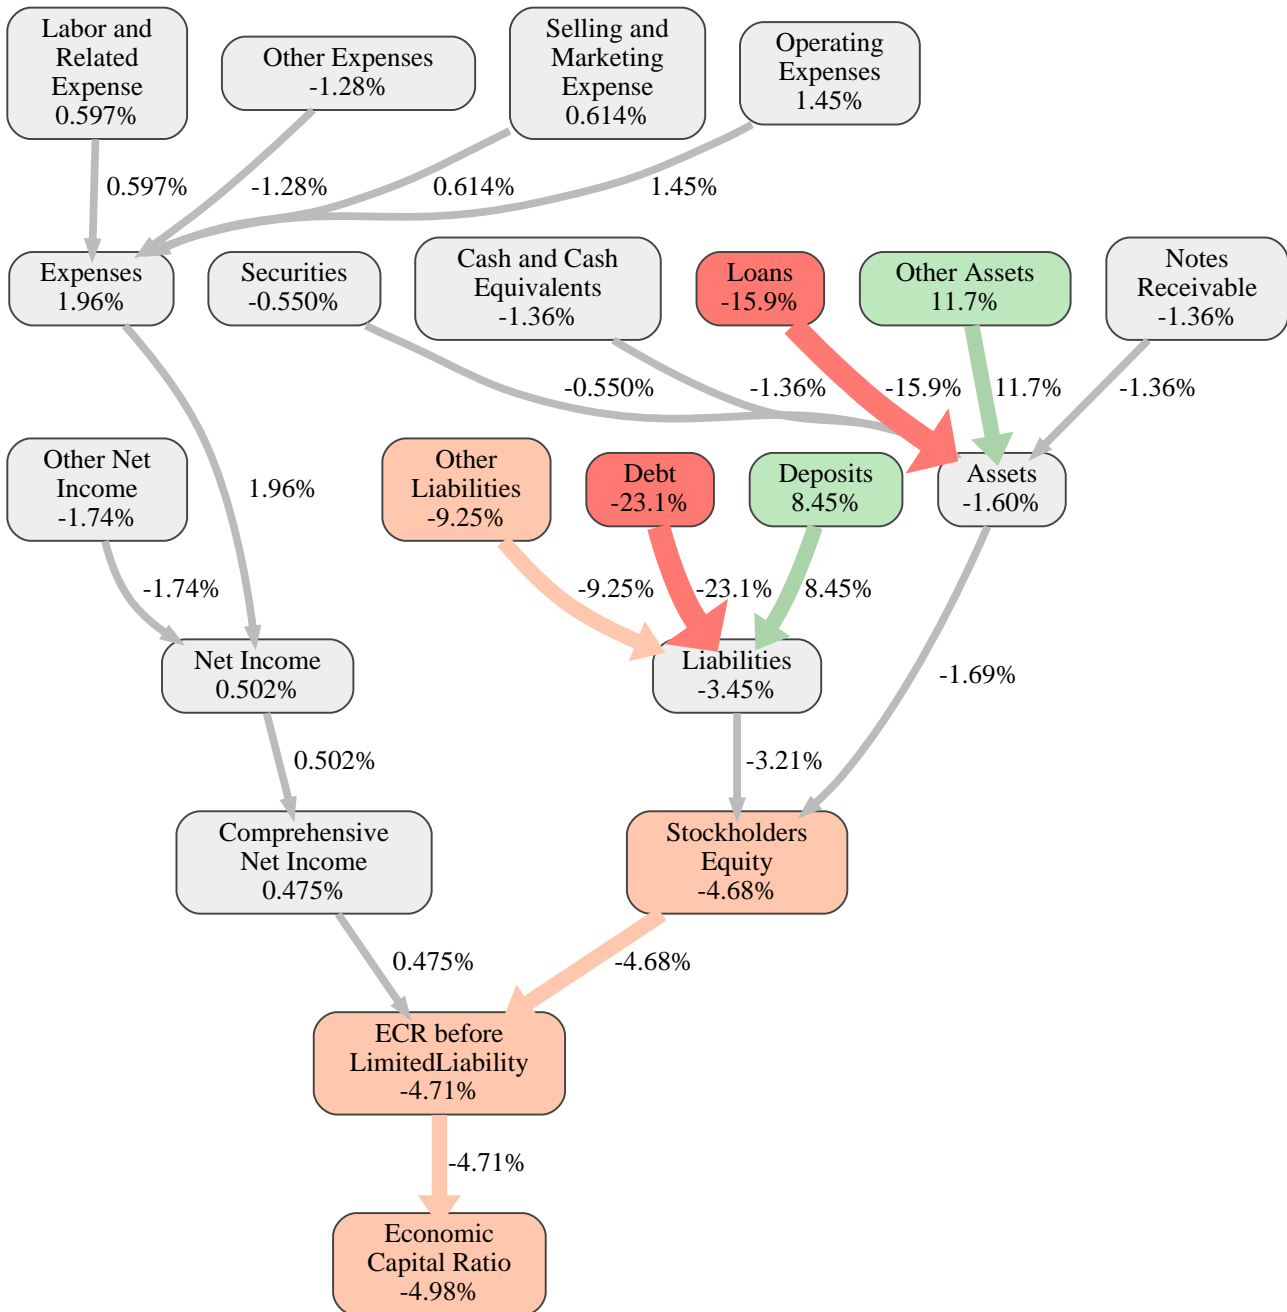 Labor and
Related
Expense
0.597%
Other Expenses
-1.28%
Selling and
Marketing
Expense
0.614%
Operating
Expenses
1.45%
0.597%
-1.28%
0.614%
1.45%
Expenses
1.96%
Securities
-0.550%
Cash and Cash
Equivalents
-1.36%
Loans
-15.9%
Other Assets
11.7%
Notes
Receivable
-1.36%
-0.550%
-1.36%
-15.9%
11.7%
-1.36%
Other Net
Income
-1.74%
1.96%
Other
Liabilities
-9.25%
Debt
-23.1%
Deposits
8.45%
Assets
-1.60%
-1.74%
-9.25%
-23.1%
8.45%
Net Income
0.502%
Liabilities
-3.45%
-1.69%
0.502%
-3.21%
Comprehensive
Net Income
0.475%
Stockholders
Equity
-4.68%
0.475%
-4.68%
ECR before
LimitedLiability
-4.71%
-4.71%
Economic
Capital Ratio
-4.98%